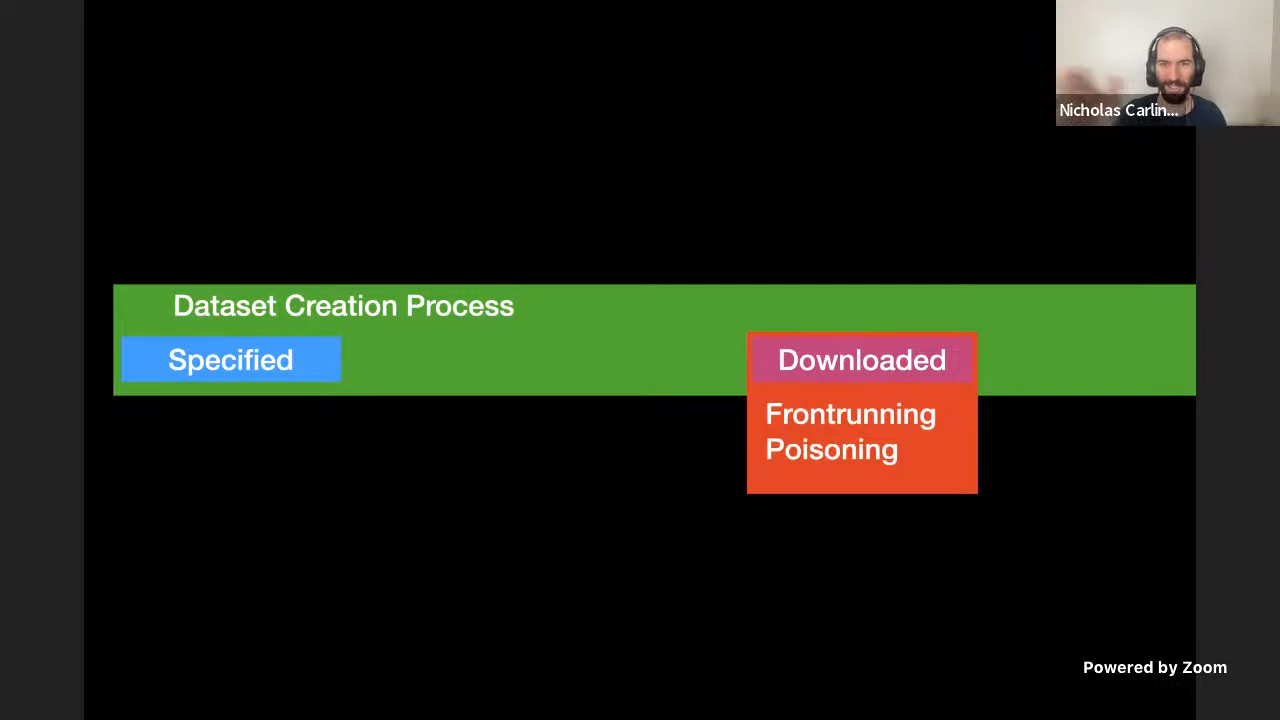 Nicholas Carlin...
Dataset Creation Process
Specified
Downloaded
Frontrunning
Poisoning
Powered by Zoom